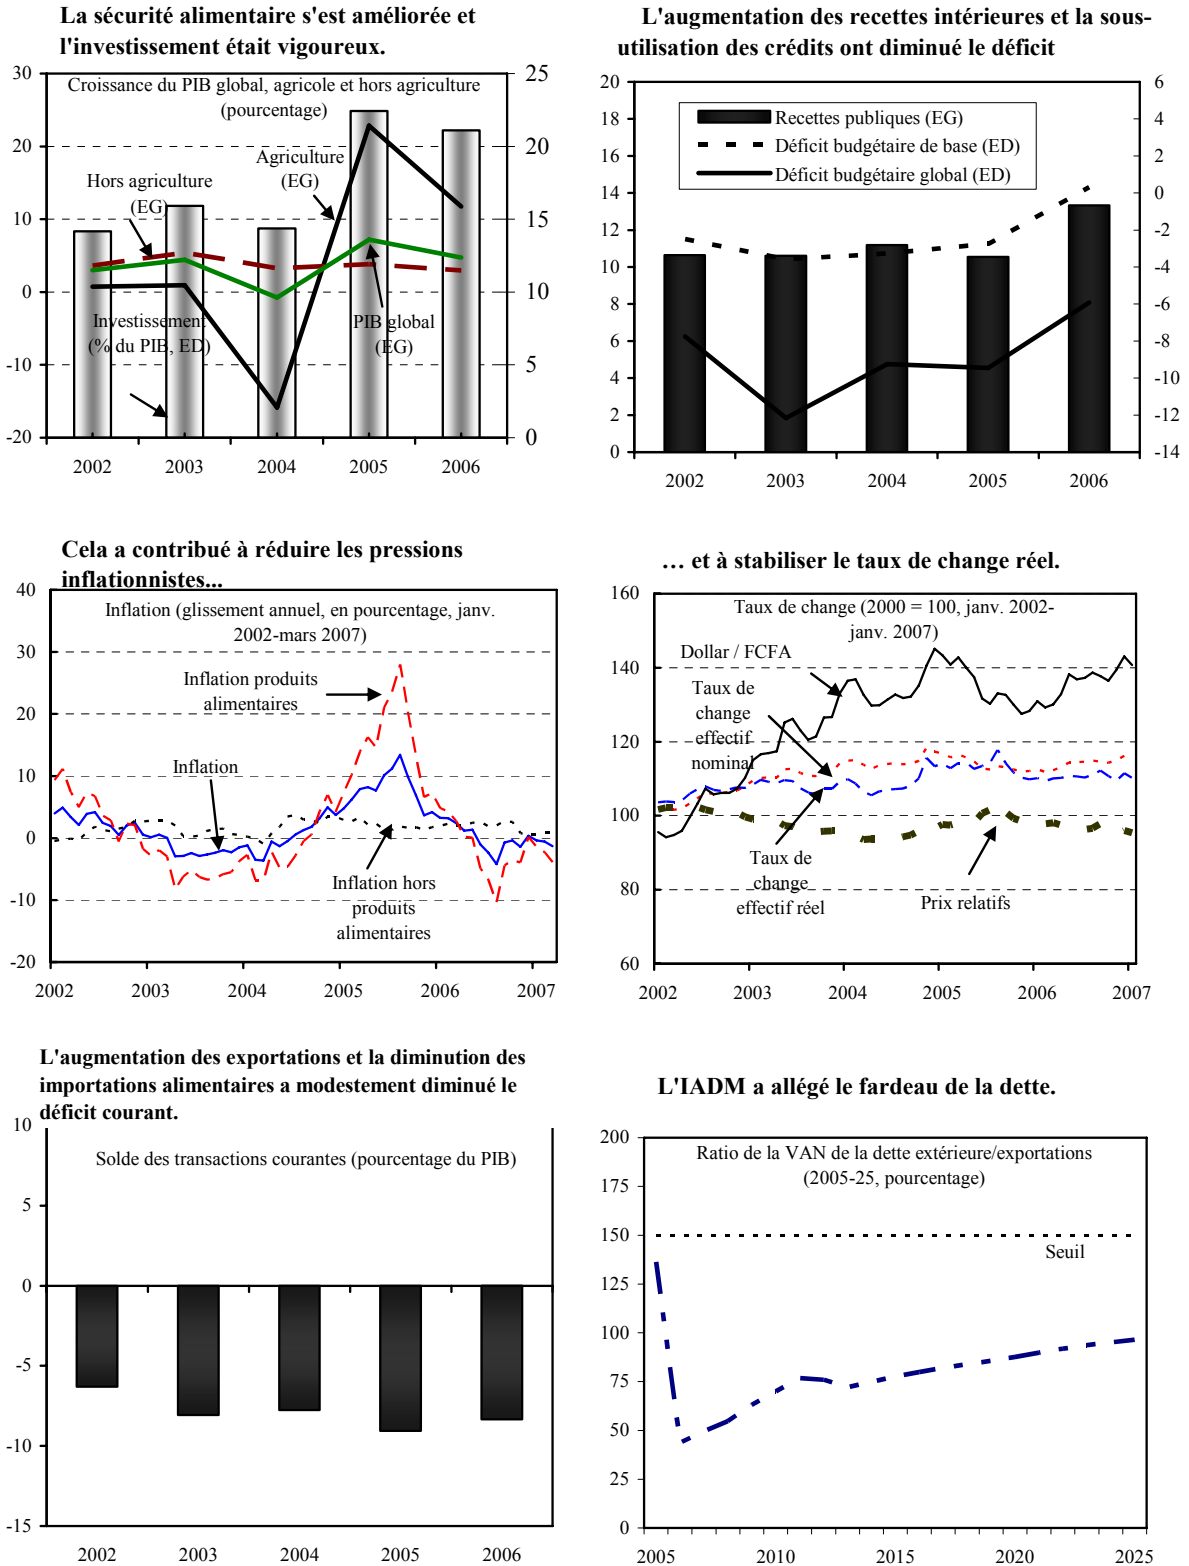 La sécurité alimentaire s'est améliorée et
l'investissement était vigoureux.
Croissance du PIB global, agricole et hors agriculture
(pourcentage)
30
20
10
0
-10
-20
25
20
15
10
5
0
Agriculture
(EG)
Hors agriculture
(EG)
Investissement
(% du PIB, ED)
PIB global
(EG)
2002
2003
2004
2005
2006
L'augmentation des recettes intérieures et la sous-
utilisation des crédits ont diminué le déficit
20
18
16
14
12
10
8
6
4
2
0
6
4
2
0
-2
-4
-6
-8
-10
-12
-14
Recettes publiques (EG)
Déficit budgétaire de base (ED)
Déficit budgétaire global (ED)
2002
2003
2004
2005
2006
Cela a contribué à réduire les pressions
inflationnistes...
Inflation (glissement annuel, en pourcentage, janv.
2002-mars 2007)
40
30
20
10
0
-10
-20
Inflation produits
alimentaires
Inflation
Inflation hors
produits
alimentaires
2002
2003
2004
2005
2006
2007
… et à stabiliser le taux de change réel.
Taux de change (2000 = 100, janv. 2002-
janv. 2007)
160
140
120
100
80
60
Dollar / FCFA
Taux de
change
effectif
nominal
Taux de
change
effectif réel
Prix relatifs
2002
2003
2004
2005
2006
2007
L'augmentation des exportations et la diminution des
importations alimentaires a modestement diminué le
déficit courant.
Solde des transactions courantes (pourcentage du PIB)
10
5
0
-5
-10
-15
2002
2003
2004
2005
2006
L'IADM a allégé le fardeau de la dette.
Ratio de la VAN de la dette extérieure/exportations
(2005-25, pourcentage)
200
175
150
125
100
75
50
25
0
Seuil
2005
2010
2015
2020
2025